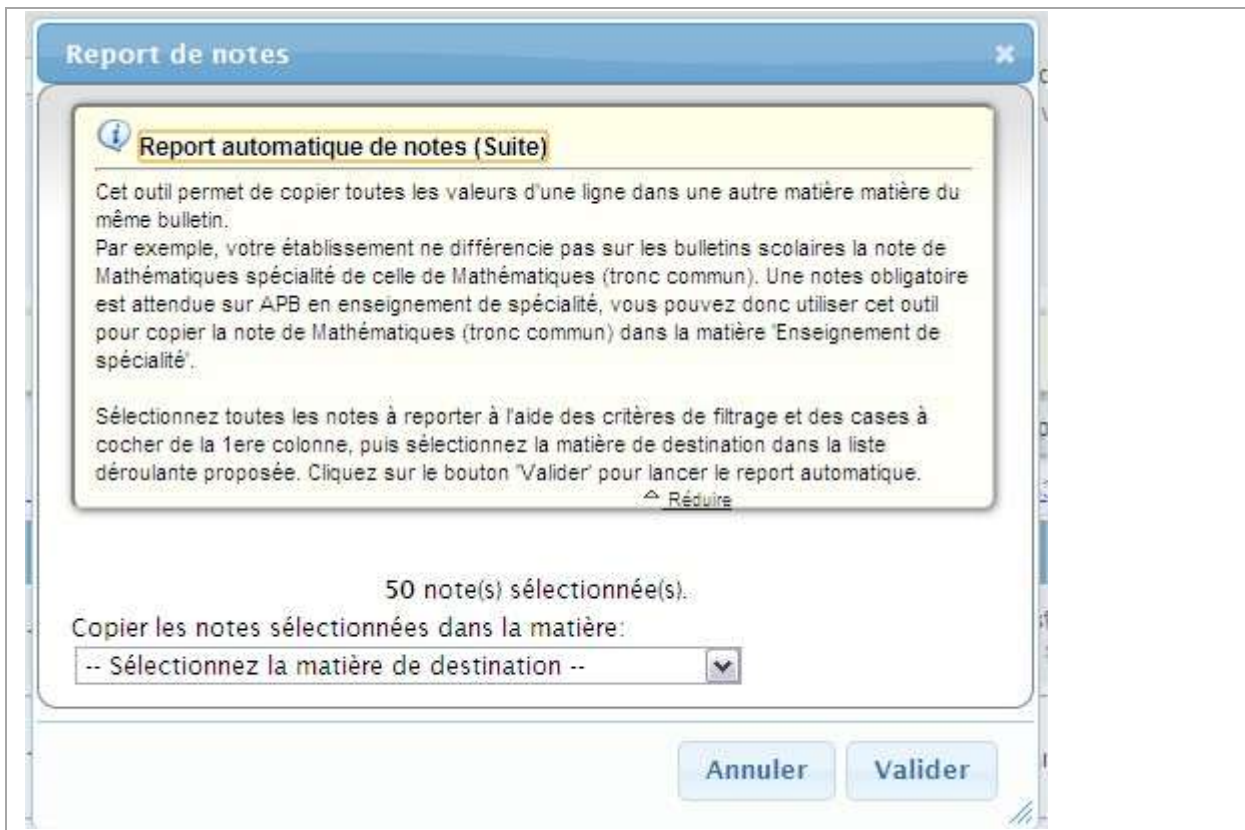 Report de notes
Report automatique de notes (Suite)
Cet outil permet de copier toutes les valeurs d'une ligne dans une autre matière matière du
même bulletin.
Par exemple, votre établissement ne différencie pas sur les bulletins scolaires la note de
Mathématiques spécialité de celle de Mathématiques (tronc commun). Une notes obligatoire
est attendue sur APB en enseignement de spécialité, vous pouvez donc utiliser cet outil
pour copier la note de Mathématiques (tronc commun) dans la matière 'Enseignement de
spécialité'.
Sélectionnez toutes les notes à reporter à l'aide des critères de filtrage et des cases à
cocher de la 1ere colonne, puis sélectionnez la matière de destination dans la liste
déroulante proposée. Cliquez sur le bouton 'Valider' pour lancer le report automatique.
Réduire
50 note(s) sélectionnée(s).
Copier les notes sélectionnées dans la matière:
-- Sélectionnez la matière de destination --
Annuler Valider